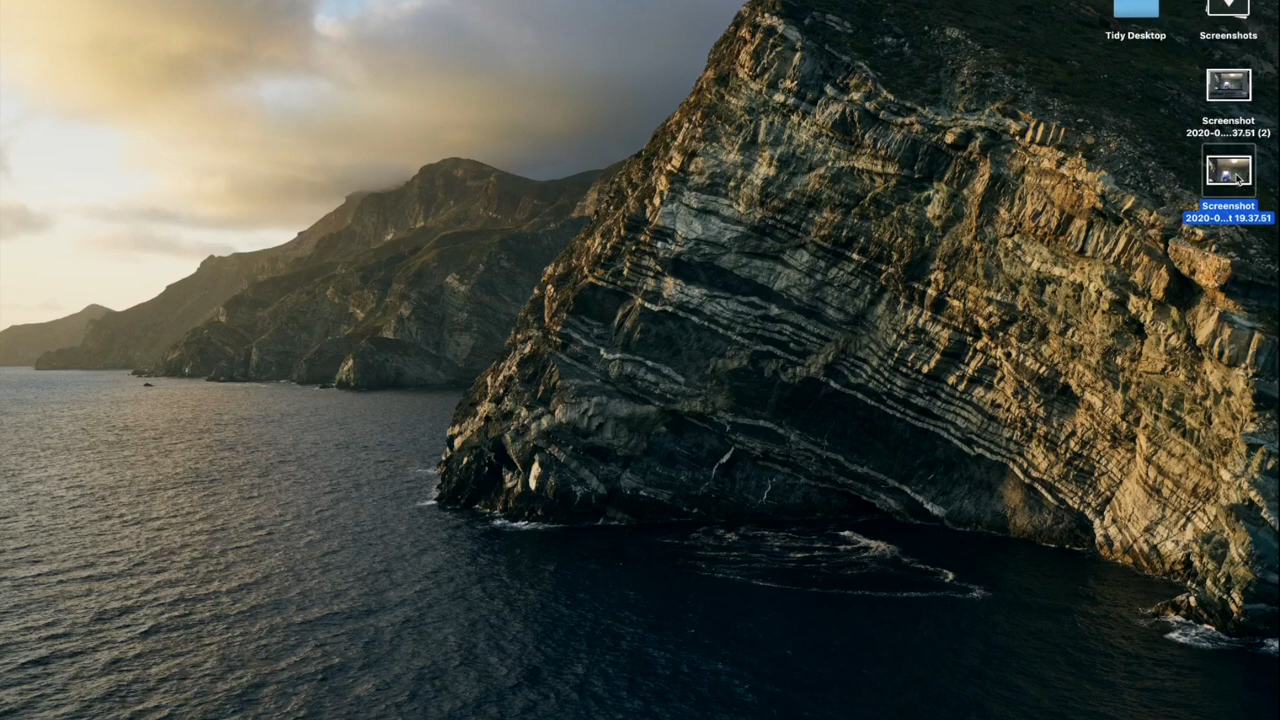 Tidy Desktop
Screenshots
Screenshot
2020-0....37.51 (2)
Screenshot
2020-0...t 19.37.51